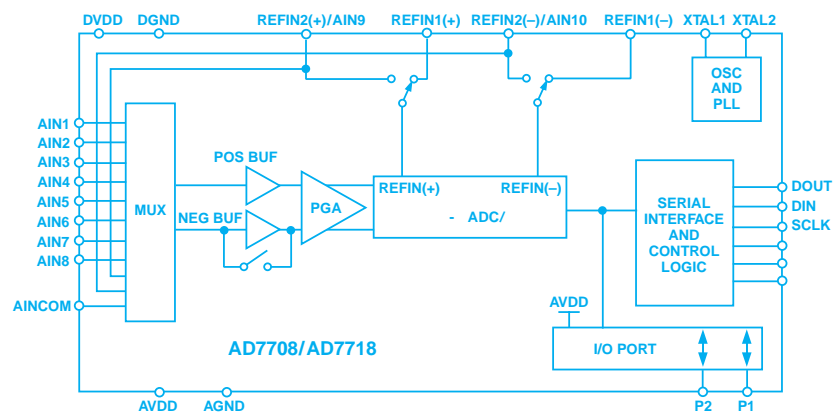 DVDD DGND REFIN2(+)/AIN9 REFIN1(+) REFIN2(–)/AIN10 REFIN1(–) XTAL1 XTAL2
OSC
AND
PLL
AIN1
AIN2
AIN3
AIN4
AIN5
AIN6
AIN7
AIN8
AINCOM
MUX
POS BUF
NEG BUF
PGA
REFIN(+) REFIN(–)
- ADC/
SERIAL
INTERFACE
AND
CONTROL
LOGIC
DOUT
DIN
SCLK
AVDD
I/O PORT
AD7708/AD7718
AVDD AGND P2 P1